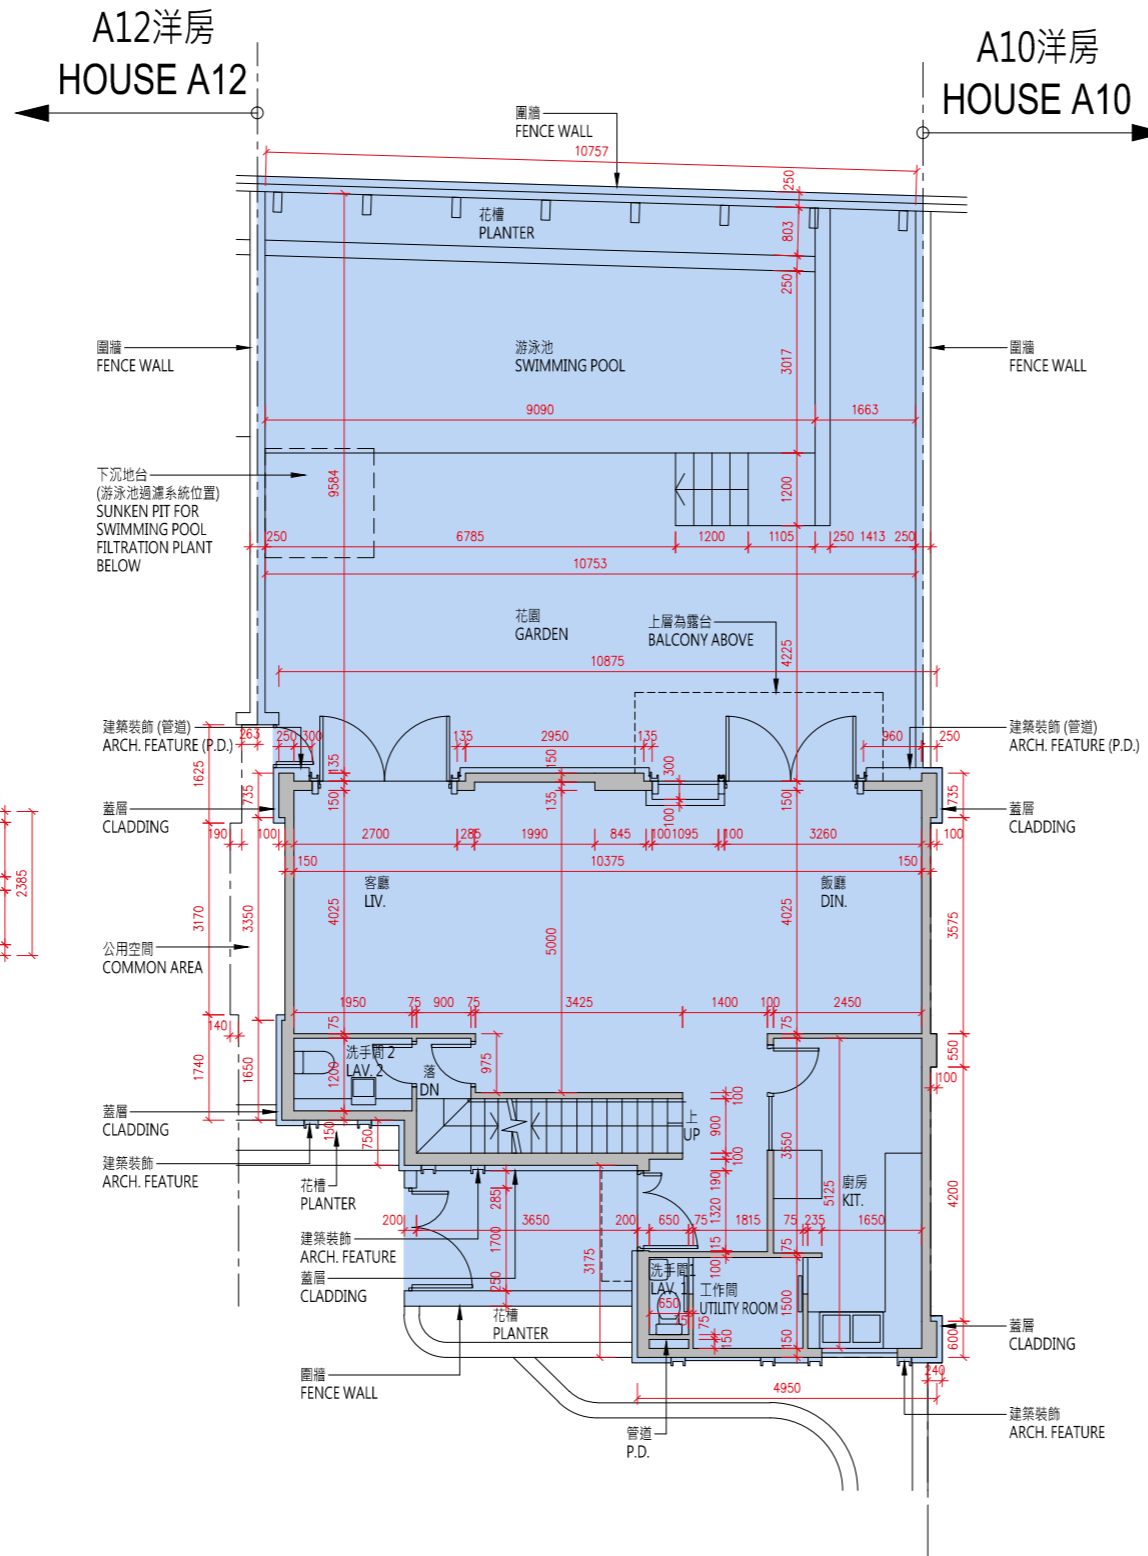 A12洋房
HOUSE A12
A10洋房
HOUSE A10
圍牆
FENCE WALL
10757
250
花槽
PLANTER
803
250
圍牆
FENCE WALL
游泳池
SWIMMING POOL
3017
圍牆
FENCE WALL
9090
1663
下沉地台
(游泳池過濾系統位置)
SUNKEN PIT FOR
SWIMMING POOL
FILTRATION PLANT
BELOW
9584
1200
250
6785
1200
1105
250
1413
250
10753
花園
GARDEN
上層為露台
BALCONY ABOVE
4225
10875
建築裝飾 (管道)
ARCH. FEATURE (P.D.)
263
250
300
135
2950
135
960
250
建築裝飾 (管道)
ARCH. FEATURE (P.D.)
1625
135
150
300
735
150
135
100
150
735
蓋層
CLADDING
蓋層
CLADDING
190
100
2700
285
1990
845
100
1095
100
3260
100
150
10375
150
2385
客廳
LIV.
飯廳
DIN.
3170
3350
4025
5000
4025
3575
公用空間
COMMON AREA
1950
75
900
75
3425
1400
100
2450
140
75
75
洗手間 2
LAV. 2
落
DN
975
550
1740
1650
1200
100
100
蓋層
CLADDING
上
UP
900
150
750
建築裝飾
ARCH. FEATURE
100
3550
花槽
PLANTER
190
廚房
KIT.
5125
4200
285
200
3650
200
650
75
1320
1815
75
235
1650
建築裝飾
ARCH. FEATURE
1700
3175
115
75
蓋層
CLADDING
250
洗手間1
LAV. 1
100
工作間
UTILITY ROOM
650
1500
花槽
PLANTER
75
75
150
150
600
蓋層
CLADDING
圍牆
FENCE WALL
240
4950
管道
P.D.
建築裝飾
ARCH. FEATURE